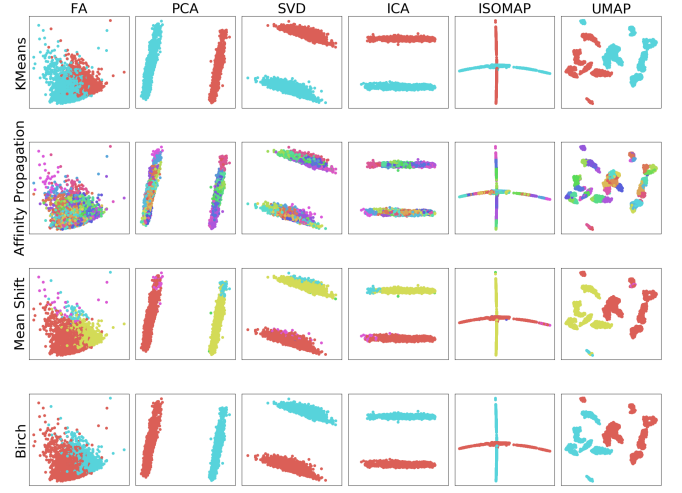 FA PCA SVD ICA ISOMAP UMAP
KMeans
Affinity Propagation
Mean Shift
Birch